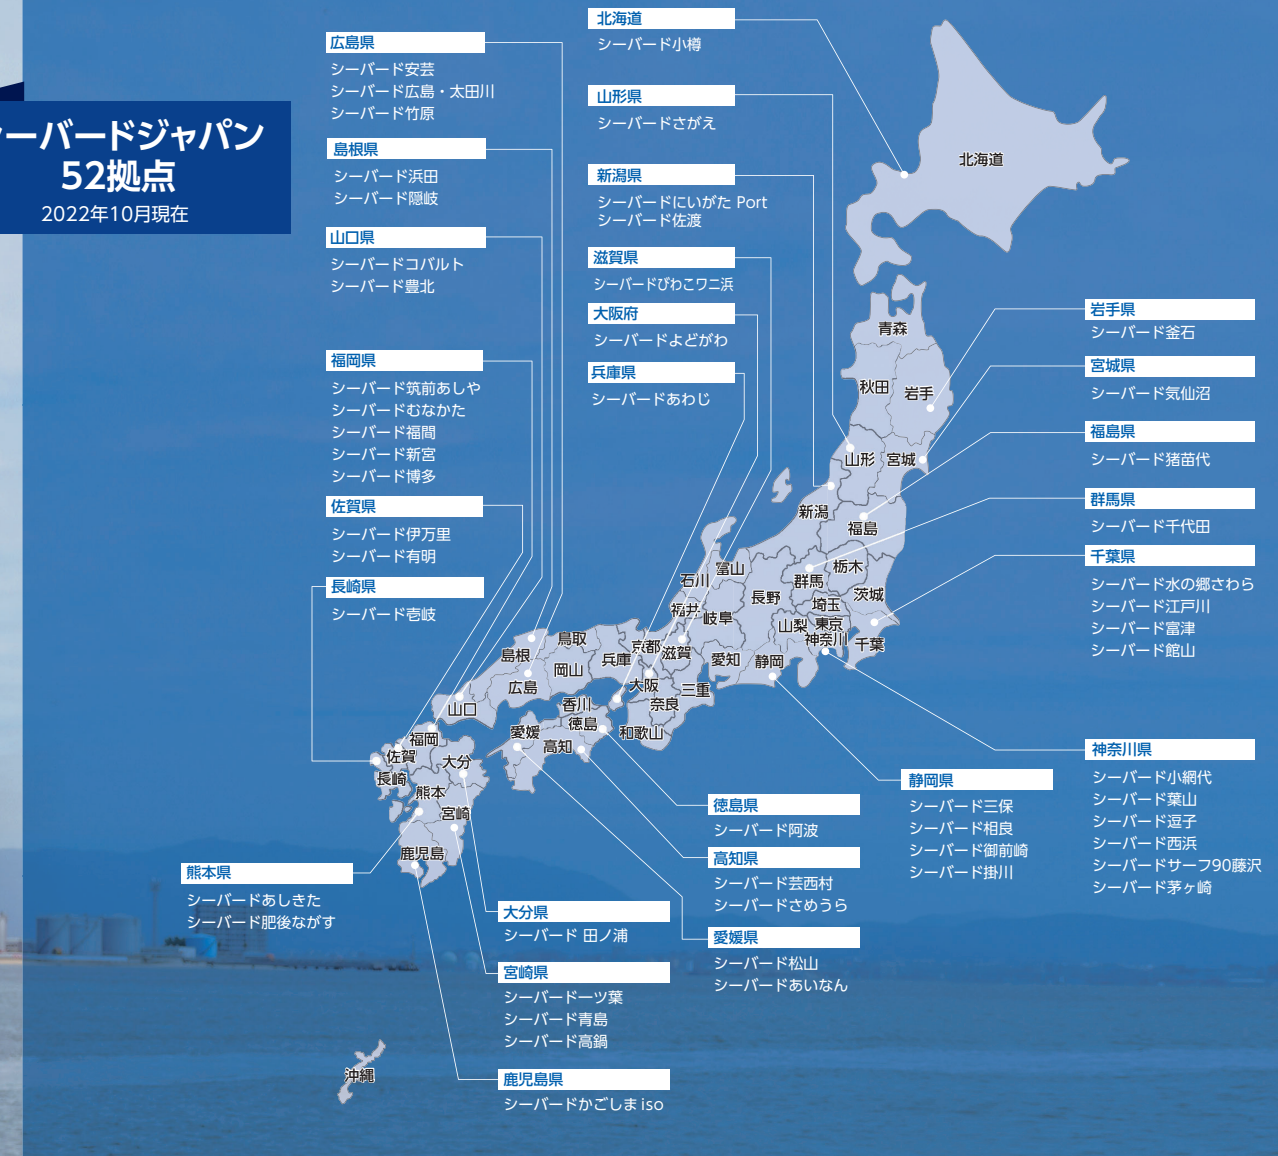 ーバードジャパン
52拠点
2022年10月現在
広島県
シーバード安芸
シーバード広島・太田川
シーバード竹原
島根県
シーバード浜田
シーバード隠岐
山口県
シーバードコバルト
シーバード豊北
福岡県
シーバード筑前あしや
シーバードむなかた
シーバード福間
シーバード新宮
シーバード博多
佐賀県
シーバード伊万里
シーバード有明
長崎県
シーバード壱岐
北海道
シーバード小樽
山形県
シーバードさがえ
新潟県
シーバードにいがた Port
シーバード佐渡
滋賀県
シーバードびわこワニ浜
大阪府
シーバードよどがわ
兵庫県
シーバードあわじ
岩手県
シーバード釜石
宮城県
シーバード気仙沼
福島県
シーバード猪苗代
群馬県
シーバード千代田
千葉県
シーバード水の郷さわら
シーバード江戸川
シーバード富津
シーバード館山
神奈川県
シーバード小網代
シーバード葉山
シーバード逗子
シーバード西浜
シーバードサーフ90藤沢
シーバード茅ヶ崎
静岡県
シーバード三保
シーバード相良
シーバード御前崎
シーバード掛川
徳島県
シーバード阿波
高知県
シーバード芸西村
シーバードさめうら
愛媛県
シーバード松山
シーバードあいなん
熊本県
シーバードあしきた
シーバード肥後ながす
大分県
シーバード 田ノ浦
宮崎県
シーバード一ツ葉
シーバード青島
シーバード高鍋
鹿児島県
シーバードかごしま iso
北海道
青森
秋田
岩手
山形
宮城
新潟
福島
富山
石川
群馬
栃木
長野
茨城
福井
岐阜
埼玉
山梨
東京
神奈川
千葉
鳥取
京都
滋賀
愛知
静岡
島根
岡山
兵庫
広島
大阪
三重
奈良
山口
香川
徳島
和歌山
愛媛
高知
福岡
佐賀
大分
長崎
熊本
宮崎
鹿児島
沖縄